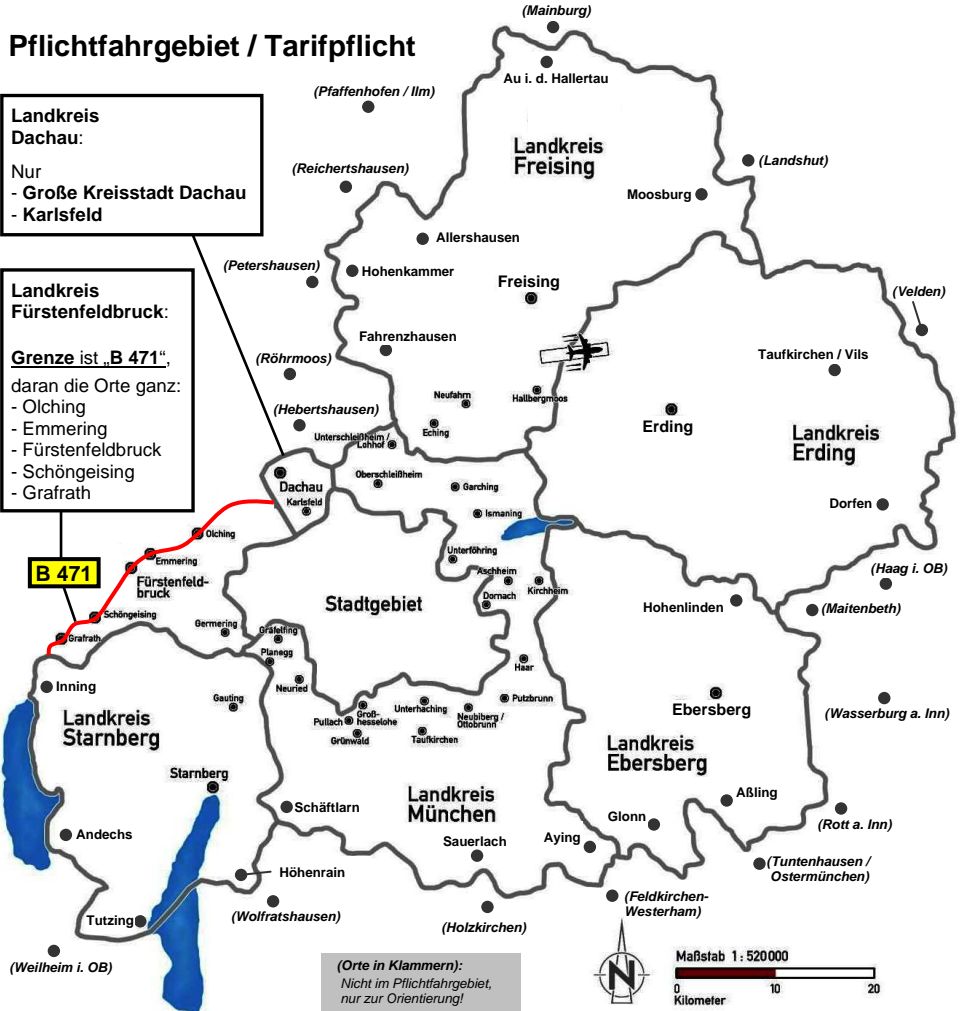 Pflichtfahrgebiet / Tarifpflicht
(Mainburg)
Au i. d. Hallertau
(Pfaffenhofen / Ilm)
Landkreis
Dachau:
Nur
- Große Kreisstadt Dachau
- Karlsfeld
Landkreis
Freising
(Landshut)
(Reichertshausen)
Moosburg
Allershausen
(Petershausen)
Hohenkammer
Freising
Landkreis
Fürstenfeldbruck:
Grenze ist „B 471“,
daran die Orte ganz:
- Olching
- Emmering
- Fürstenfeldbruck
- Schöngeising
- Grafrath
(Velden)
Fahrenzhausen
(Röhrmoos)
Taufkirchen / Vils
Neufahrn
Hallbergmoos
(Hebertshausen)
Eching
Erding
Landkreis
Erding
Unterschleißheim /
Lohhof
Dachau
Oberschleißheim
Garching
Karlsfeld
Ismaning
Dorfen
Olching
Emmering
Unterföhring
B 471
Fürstenfeld-
bruck
Aschheim
Kirchheim
(Haag i. OB)
Stadtgebiet
Dornach
Hohenlinden
(Maitenbeth)
Schöngeising
Germering
Gräfelfing
Grafrath
Planegg
Haar
Inning
Neuried
Gauting
Putzbrunn
Ebersberg
(Wasserburg a. Inn)
Landkreis
Starnberg
Pullach
Groß-
hesselohe
Unterhaching
Neubiberg /
Ottobrunn
Grünwald
Taufkirchen
Landkreis
Ebersberg
Starnberg
Schäftlarn
Landkreis
München
Aßling
Glonn
(Rott a. Inn)
Andechs
Sauerlach
Aying
Höhenrain
(Tuntenhausen /
Ostermünchen)
Tutzing
(Wolfratshausen)
(Holzkirchen)
(Feldkirchen-
Westerham)
(Weilheim i. OB)
(Orte in Klammern):
Nicht im Pflichtfahrgebiet,
nur zur Orientierung!
N
Maßstab 1 : 520 000
0 10 20
Kilometer